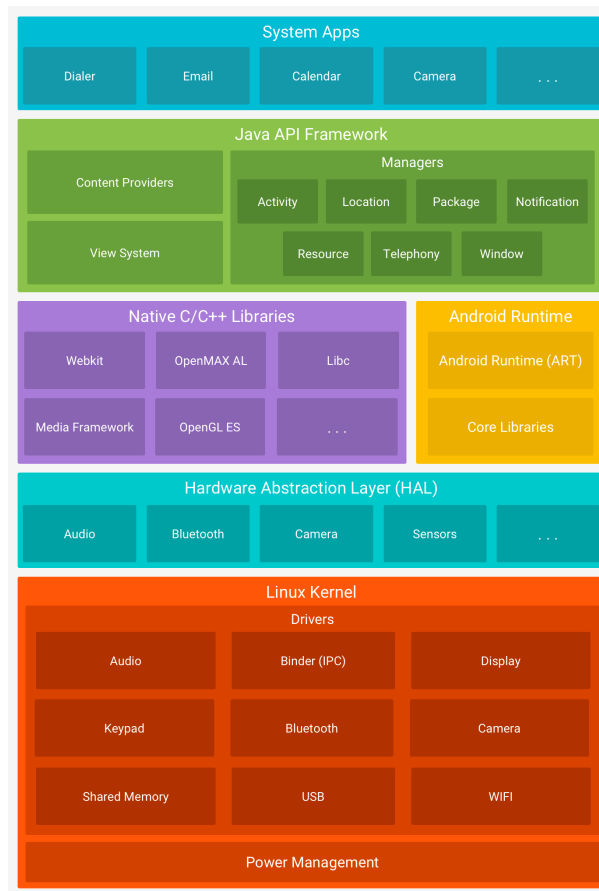 System Apps
Dialer
Email
Calendar
Camera
. . .
Java API Framework
Content Providers
View System
Managers
Activity
Location
Package
Notification
Resource
Telephony
Window
Native C/C++ Libraries
Webkit
OpenMAX AL
Libc
Media Framework
OpenGL ES
. . .
Android Runtime
Android Runtime (ART)
Core Libraries
Hardware Abstraction Layer (HAL)
Audio
Bluetooth
Camera
Sensors
. . .
Linux Kernel
Drivers
Audio
Binder (IPC)
Display
Keypad
Bluetooth
Camera
Shared Memory
USB
WIFI
Power Management